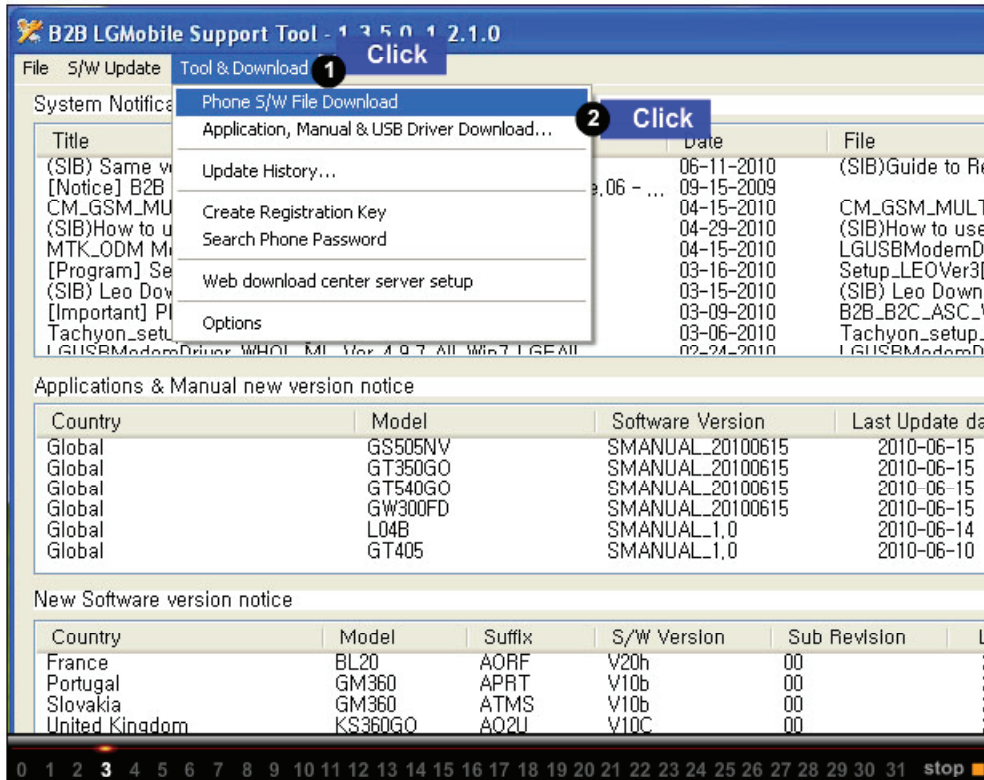 B2B LGMobile Support Tool - 1.3.5.0 1.2.1.0
Click
File S/W Update Tool & Download 1
System Notifica
Phone S/W File Download
2 Click
Application, Manual & USB Driver Download...
Update History...
Create Registration Key
Search Phone Password
Web download center server setup
Options
Title Date File
(SIB) Same v 06-11-2010 (SIB)Guide to Re
[Notice] B2B e,06 - ... 09-15-2009
CM_GSM_MU 04-15-2010 CM_GSM_MULT
(SIB)How to u 04-29-2010 (SIB)How to use
MTK_ODM M 04-15-2010 LGUSBModemD
[Program] Se 03-16-2010 Setup_LEOVer3[
(SIB) Leo Dov 03-15-2010 (SIB) Leo Down
[Important] Pl 03-09-2010 B2B_B2C_ASC_
Tachyon_setu 03-06-2010 Tachyon_setup_
LGUSBModemDriver_WHQL_ML_Ver_4.9.7_All_Win7_LGEAll 02-24-2010 LGUSBModemD
Applications & Manual new version notice
Country Model Software Version Last Update da
Global GS505NV SMANUAL_20100615 2010-06-15
Global GT350GO SMANUAL_20100615 2010-06-15
Global GT540GO SMANUAL_20100615 2010-06-15
Global GW300FD SMANUAL_20100615 2010-06-15
Global L04B SMANUAL_1,0 2010-06-14
Global GT405 SMANUAL_1,0 2010-06-10
New Software version notice
Country Model Suffix S/W Version Sub Revision L
France BL20 AORF V20h 00
Portugal GM360 APRT V10b 00
Slovakia GM360 ATMS V10b 00
United Kingdom KS360GO AO2U V10C 00
0 1 2 3 4 5 6 7 8 9 10 11 12 13 14 15 16 17 18 19 20 21 22 23 24 25 26 27 28 29 30 31 stop